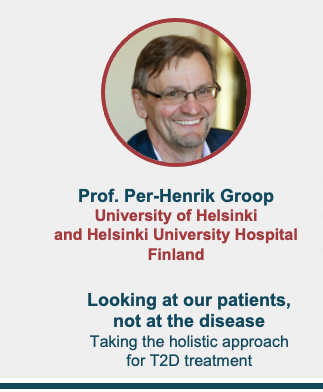 Prof. Per-Henrik Groop
University of Helsinki
and Helsinki University Hospital
Finland
Looking at our patients,
not at the disease
Taking the holistic approach
for T2D treatment